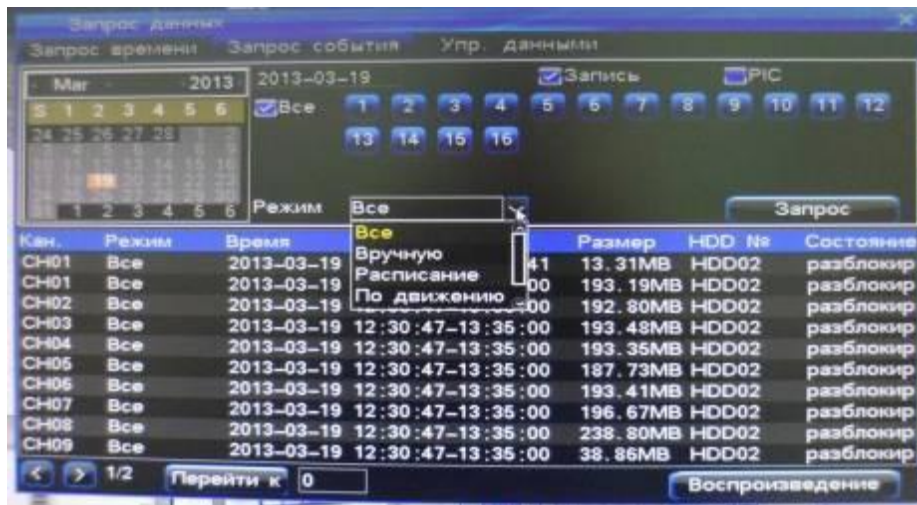 Запрос данных
Запрос времени Запрос события Упр. данными
Mar 2013 2013-03-19 Запись PIC
S 1 2 3 4 5 6 Все 1 2 3 4 5 6 7 8 9 10 11 12
24 25 26 27 28 1 2
13 14 15 16
19
1 2 3 4 5 6 Режим Все Запрос
Все
Вручную
Расписание
По движению
Кан. Режим Время Размер HDD № Состояние
CH01 Все 2013-03-19 41 13.31MB HDD02 разблокир
CH01 Все 2013-03-19 00 193.19MB HDD02 разблокир
CH02 Все 2013-03-19 00 192.80MB HDD02 разблокир
CH03 Все 2013-03-19 12:30:47-13:35:00 193.48MB HDD02 разблокир
CH04 Все 2013-03-19 12:30:47-13:35:00 193.35MB HDD02 разблокир
CH05 Все 2013-03-19 12:30:47-13:35:00 187.73MB HDD02 разблокир
CH06 Все 2013-03-19 12:30:47-13:35:00 193.41MB HDD02 разблокир
CH07 Все 2013-03-19 12:30:47-13:35:00 196.67MB HDD02 разблокир
CH08 Все 2013-03-19 12:30:47-13:35:00 238.80MB HDD02 разблокир
CH09 Все 2013-03-19 12:30:47-13:35:00 38.86MB HDD02 разблокир
< > 1/2 Перейти к 0 Воспроизведение